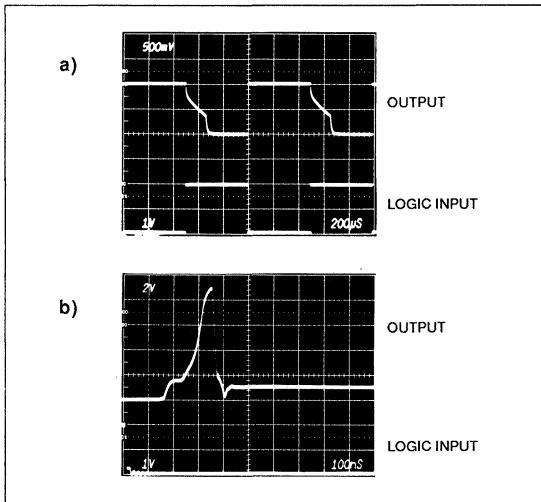 a)
500mV
OUTPUT
LOGIC INPUT
1V 200µS
b)
2V
OUTPUT
LOGIC INPUT
1V 100nS